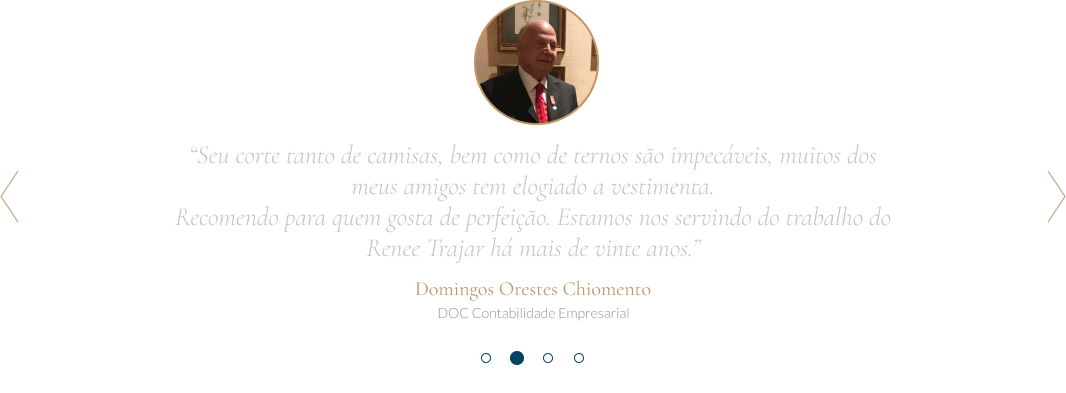 “Seu corte tanto de camisas, bem como de ternos são impecáveis, muitos dos
meus amigos tem elogiado a vestimenta.
Recomendo para quem gosta de perfeição. Estamos nos servindo do trabalho do
Renee Trajar há mais de vinte anos.”
Domingos Orestes Chiomento
DOC Contabilidade Empresarial